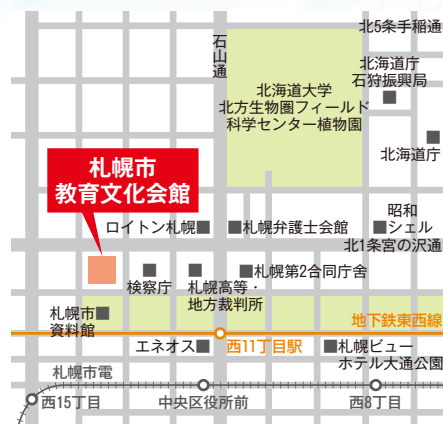 北5条手稲通
石山通
北海道庁
石狩振興局
北海道大学
北方生物圏フィールド
科学センター植物園
北海道庁
札幌市
教育文化会館
ロイトン札幌
札幌弁護士会館
昭和
シェル
北1条宮の沢通
検察庁
札幌高等・
地方裁判所
札幌第2合同庁舎
札幌市
資料館
地下鉄東西線
エネオス
西11丁目駅
札幌ビュー
ホテル大通公園
札幌市電
西15丁目
中央区役所前
西8丁目